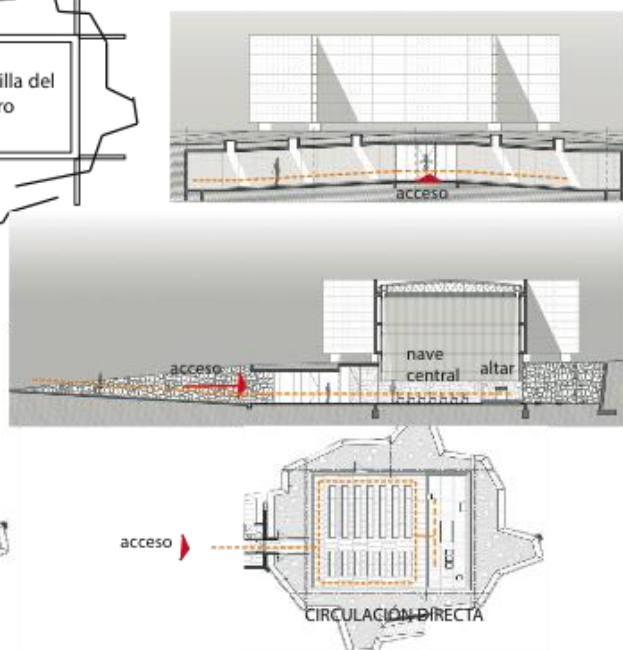 illa del
ro
acceso
acceso
nave
central
altar
acceso
CIRCULACIÓN DIRECTA